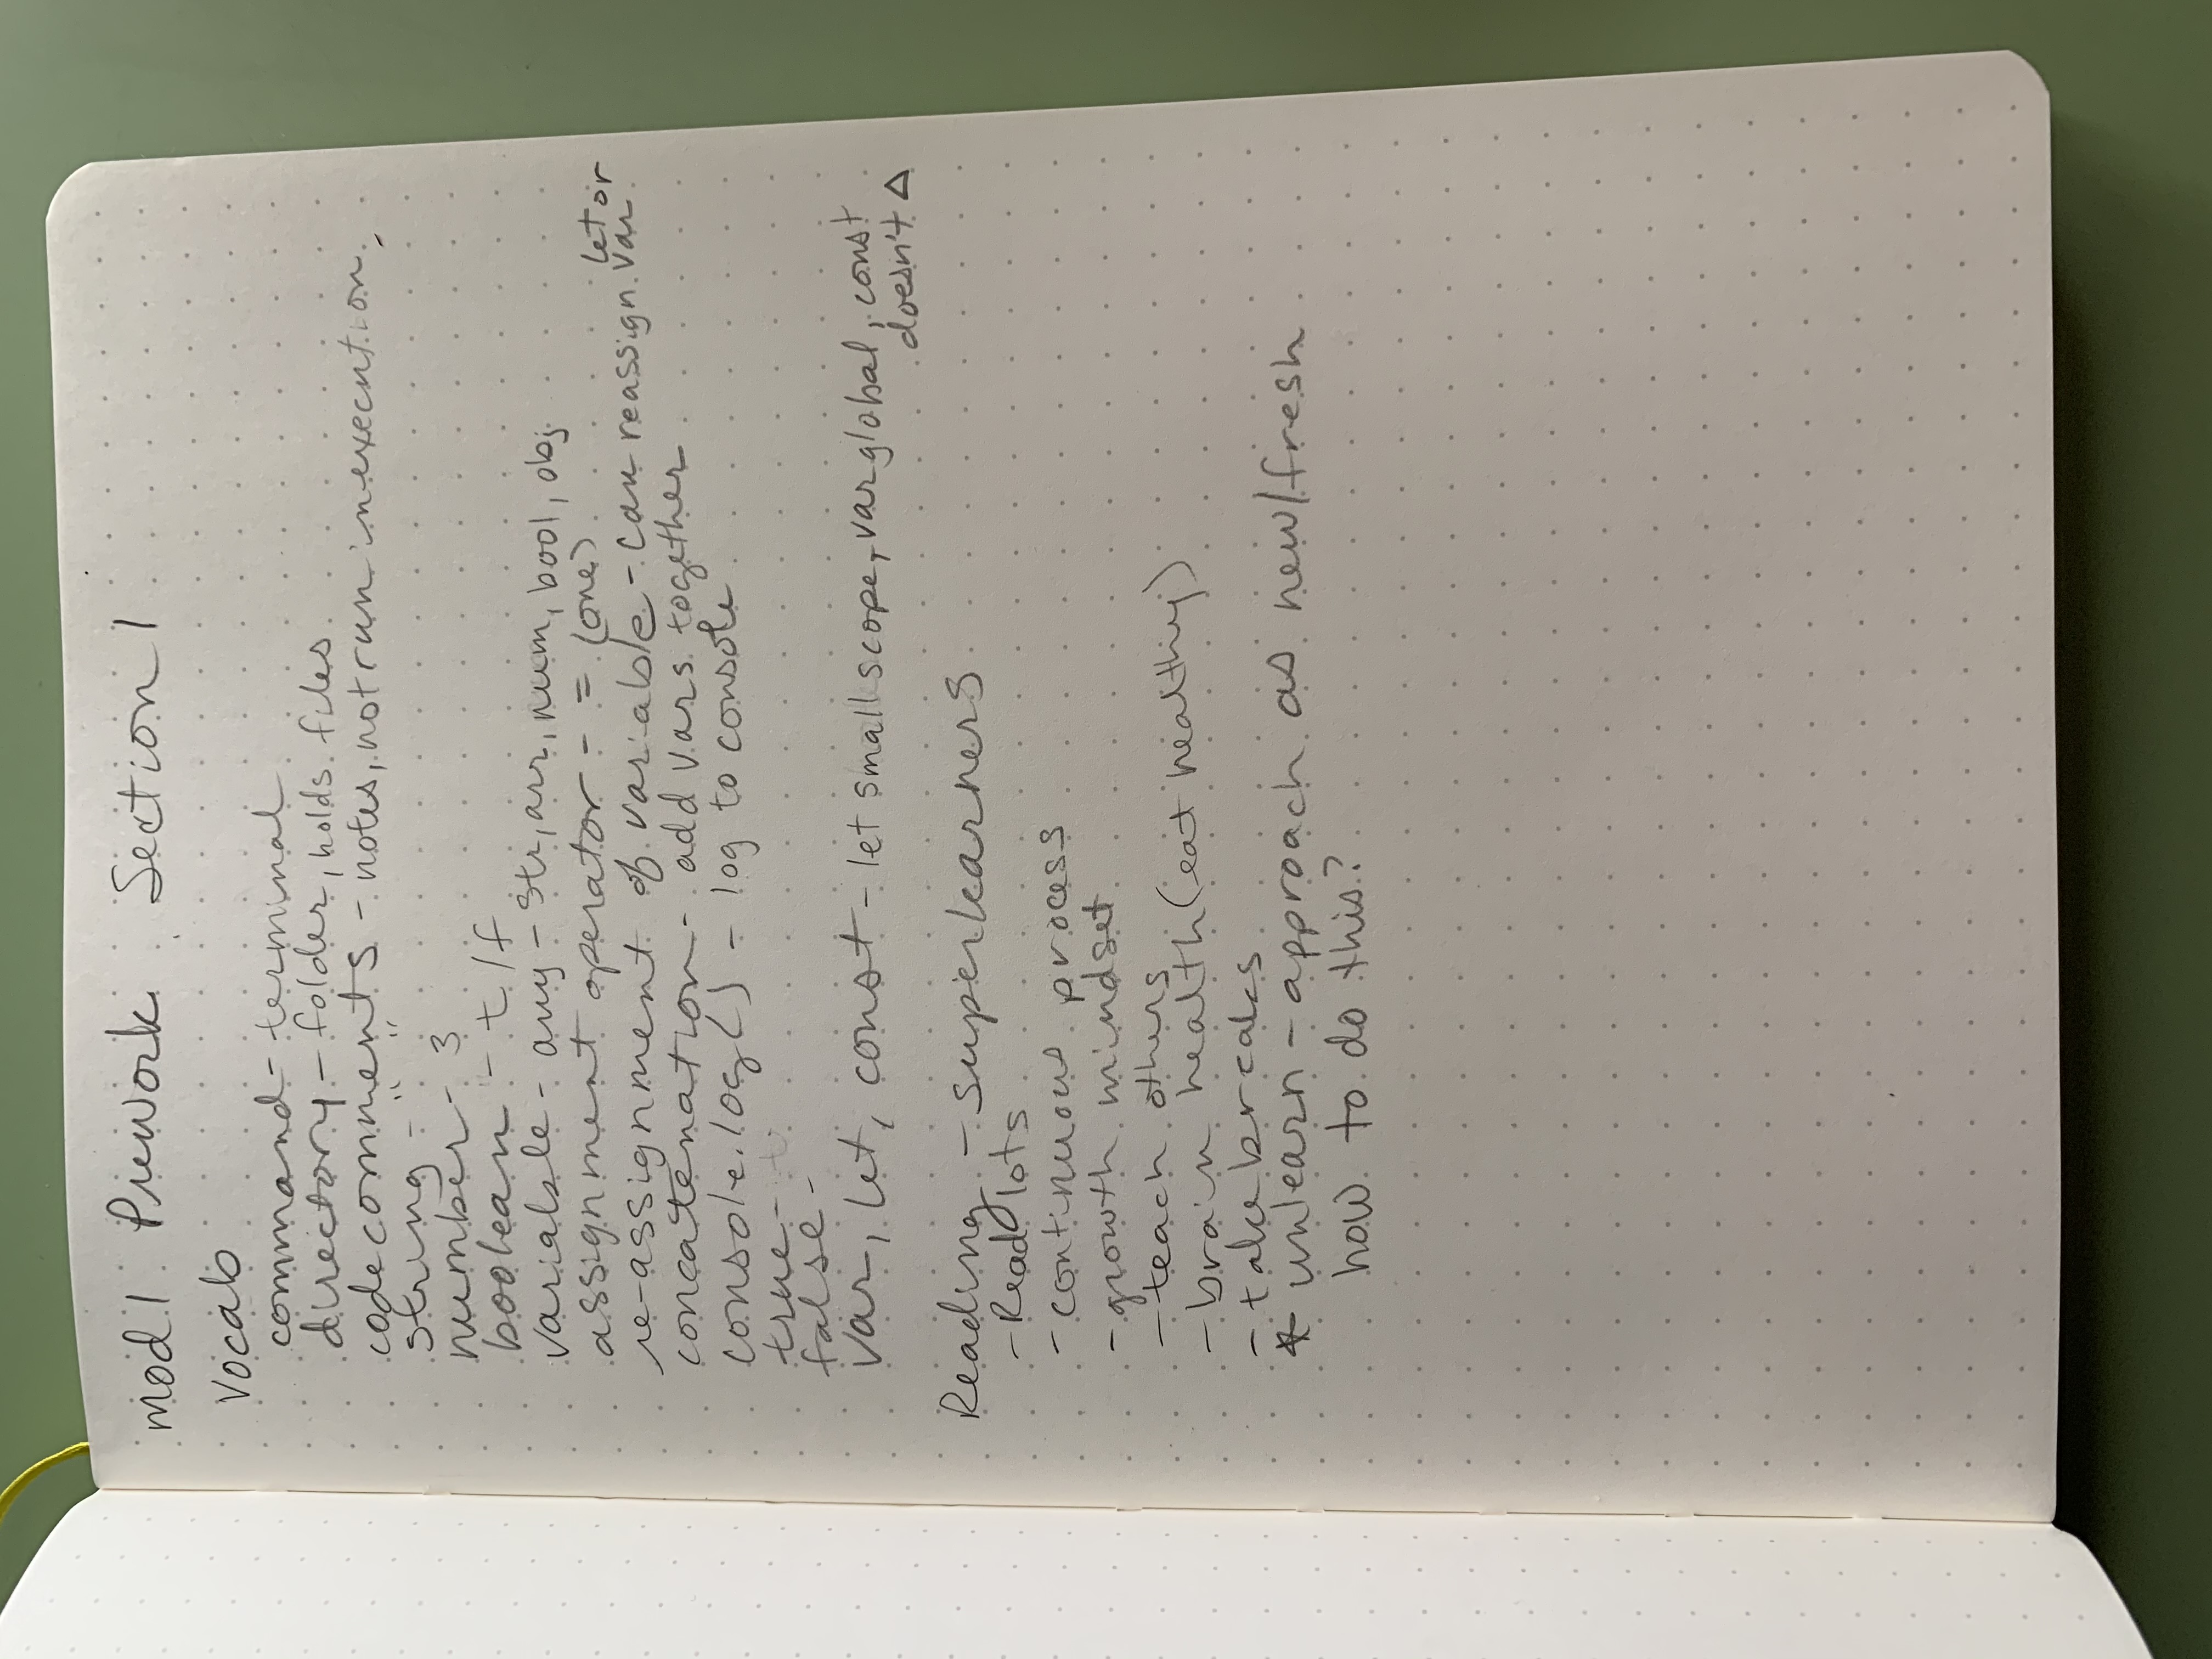 mod 1 Prework Section 1
Vocab
command - terminal
directory - folder, holds files
code comments - notes, not run in execution
string - " "
number - 3
boolean - t/f
variable - any - str, arr, num, bool, obj
assignment operator - = (one)
re-assignment of variable - can reassign let or var
concatenation - add vars together
console.log() - log to console
true -
false -
var, let, const - let small scope, var global, const
doesn't Δ
Reading - superlearners
- Read lots
- continuous process
- growth mindset
- teach others
- brain health (eat healthy)
- take breaks
* unlearn - approach as new/fresh
how to do this?